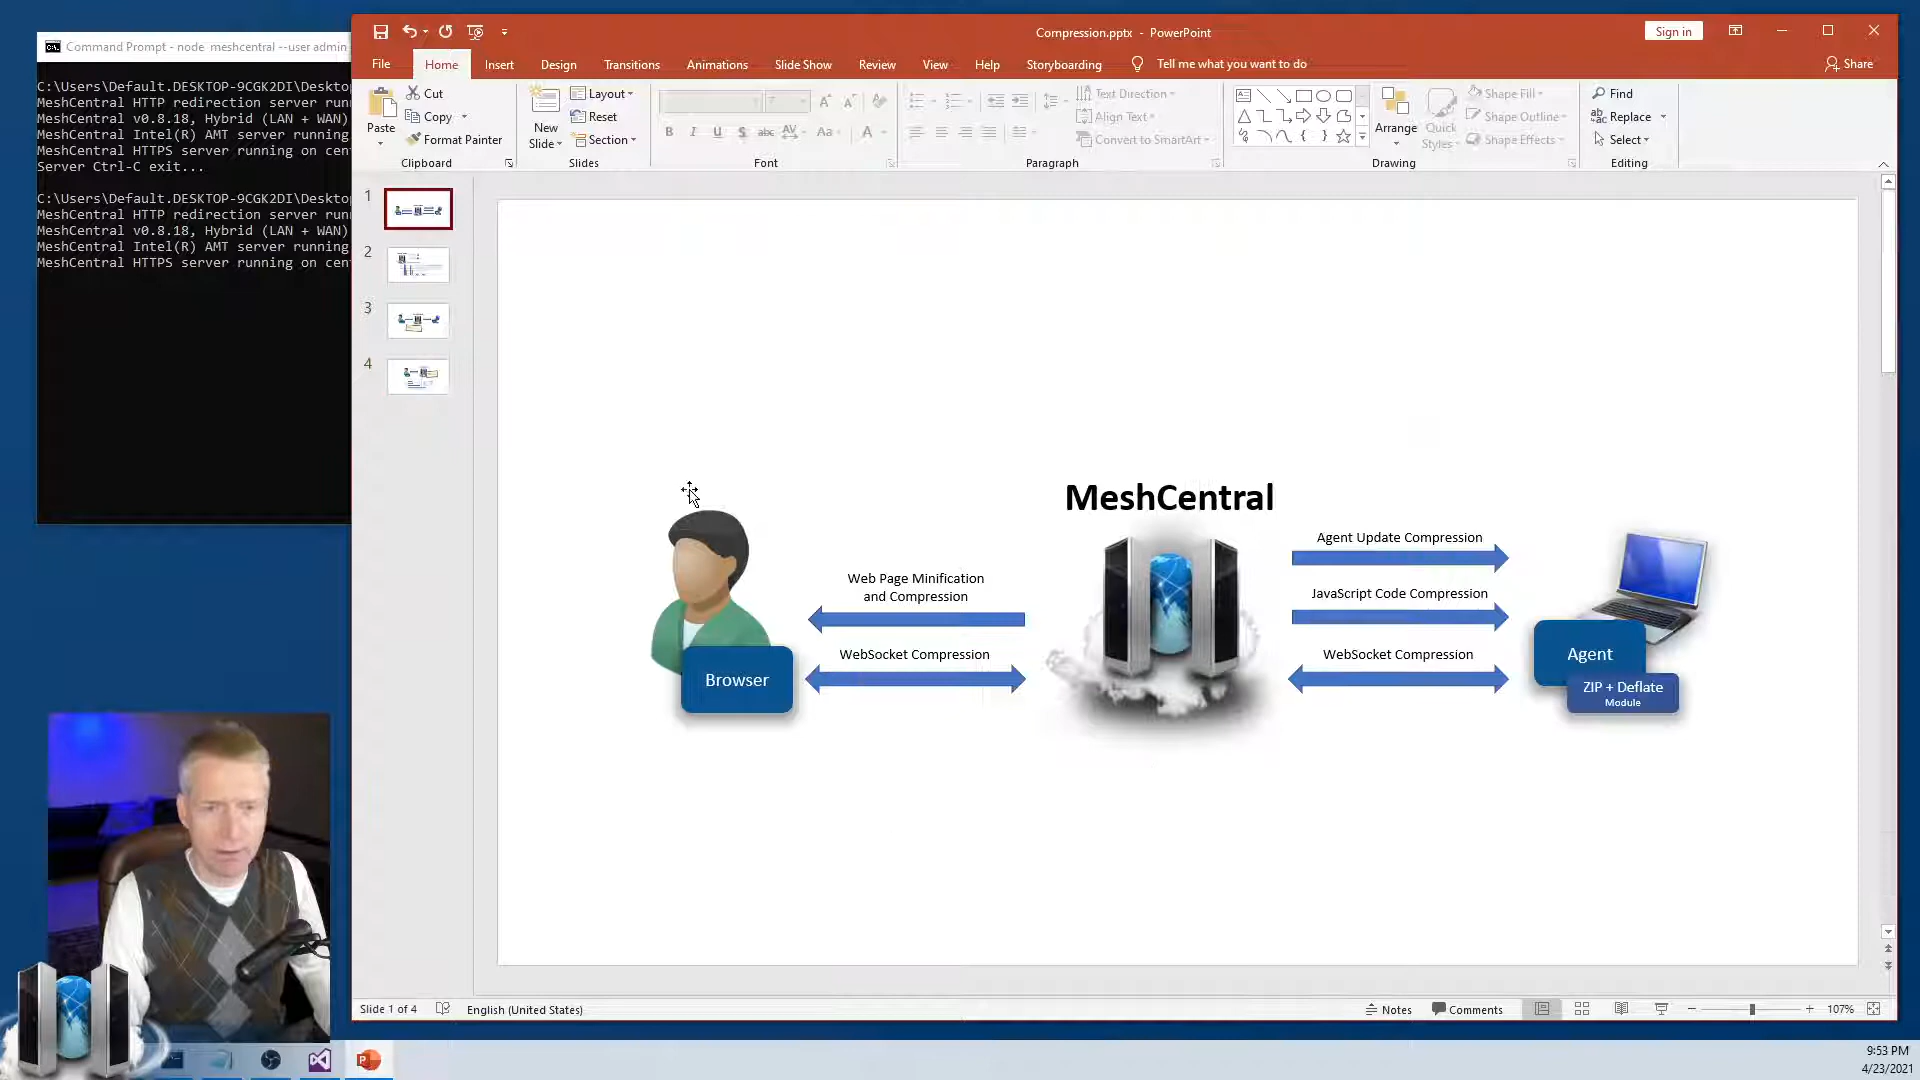 Command Prompt - node  meshcentral --user admin
C:\Users\Default.DESKTOP-9CGK2DI\Deskto
MeshCentral HTTP redirection server run
MeshCentral v0.8.18, Hybrid (LAN + WAN)
MeshCentral Intel(R) AMT server running
MeshCentral HTTPS server running on cen
Server Ctrl-C exit...
C:\Users\Default.DESKTOP-9CGK2DI\Deskto
MeshCentral HTTP redirection server run
MeshCentral v0.8.18, Hybrid (LAN + WAN)
MeshCentral Intel(R) AMT server running
MeshCentral HTTPS server running on cen
Compression.pptx - PowerPoint
Sign in
File Home Insert Design Transitions Animations Slide Show Review View Help Storyboarding Tell me what you want to do Share
Paste
Cut
Copy
Format Painter
Clipboard
New Slide
Layout
Reset
Section
Slides
B I U S abc AV Aa A
Font
Text Direction
Align Text
Convert to SmartArt
Paragraph
Arrange
Quick Styles
Shape Fill
Shape Outline
Shape Effects
Drawing
Find
Replace
Select
Editing
1
2
3
4
MeshCentral
Agent Update Compression
Web Page Minification
and Compression
JavaScript Code Compression
WebSocket Compression
WebSocket Compression
Browser
Agent
ZIP + Deflate
Module
Slide 1 of 4
English (United States)
Notes
Comments
107%
9:53 PM
4/23/2021